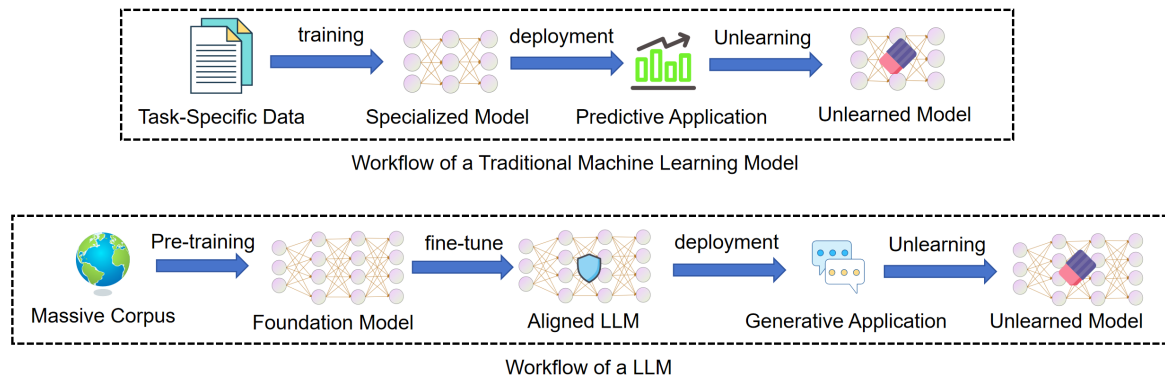 training
deployment
Unlearning
Task-Specific Data
Specialized Model
Predictive Application
Unlearned Model
Workflow of a Traditional Machine Learning Model
Pre-training
fine-tune
deployment
Unlearning
Massive Corpus
Foundation Model
Aligned LLM
Generative Application
Unlearned Model
Workflow of a LLM